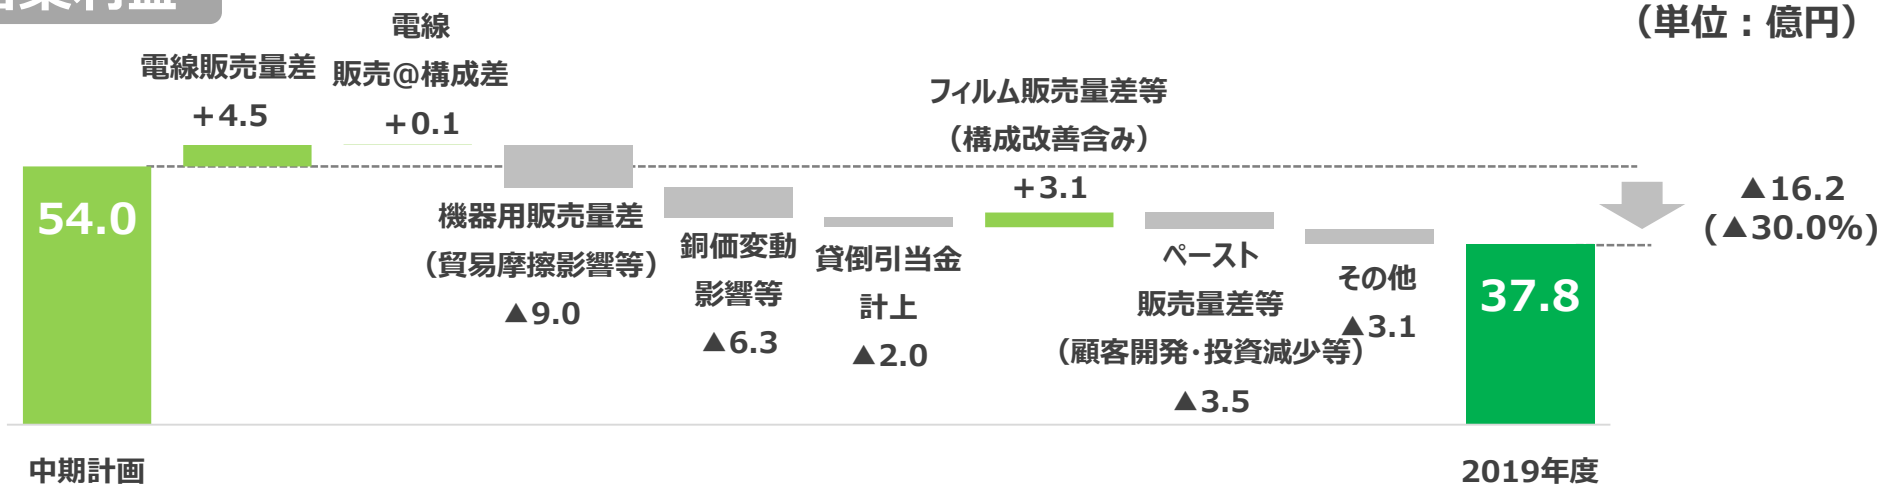 営業利益
（単位：億円）
電線販売量差
+4.5
電線
販売@構成差
+0.1
機器用販売量差
（貿易摩擦影響等）
▲9.0
銅価変動
影響等
▲6.3
貸倒引当金
計上
▲2.0
フィルム販売量差等
（構成改善含み）
+3.1
ペースト
販売量差等
（顧客開発・投資減少等）
▲3.5
その他
▲3.1
▲16.2
(▲30.0%)
54.0
37.8
中期計画
2019年度